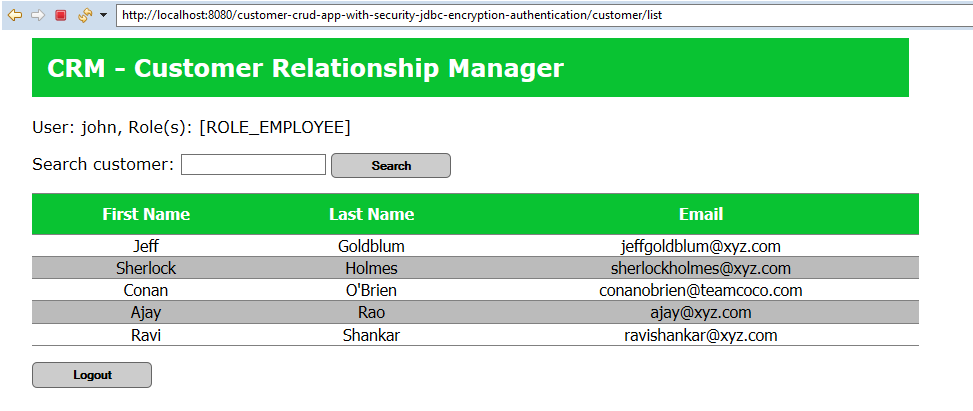 http://localhost:8080/customer-crud-app-with-security-jdbc-encryption-authentication/customer/list
CRM - Customer Relationship Manager
User: john, Role(s): [ROLE_EMPLOYEE]
Search customer: Search
First Name Last Name Email
Jeff Goldblum jeffgoldblum@xyz.com
Sherlock Holmes sherlockholmes@xyz.com
Conan O'Brien conanobrien@teamcoco.com
Ajay Rao ajay@xyz.com
Ravi Shankar ravishankar@xyz.com
Logout